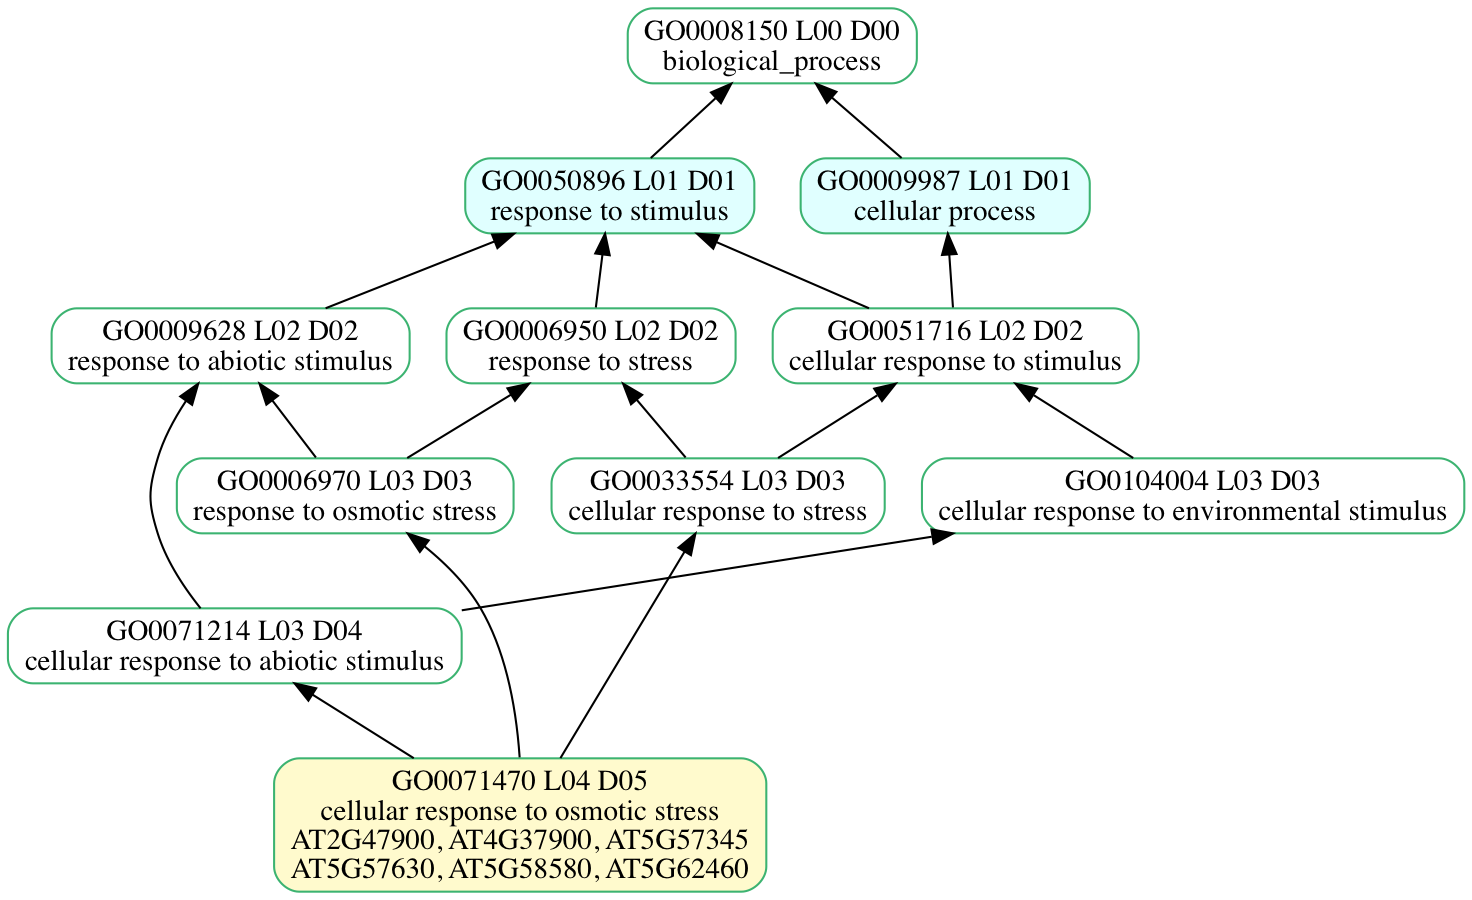 GO0008150 L00 D00
biological_process
GO0050896 L01 D01
response to stimulus
GO0009987 L01 D01
cellular process
GO0009628 L02 D02
response to abiotic stimulus
GO0006950 L02 D02
response to stress
GO0051716 L02 D02
cellular response to stimulus
GO0006970 L03 D03
response to osmotic stress
GO0033554 L03 D03
cellular response to stress
GO0104004 L03 D03
cellular response to environmental stimulus
GO0071214 L03 D04
cellular response to abiotic stimulus
GO0071470 L04 D05
cellular response to osmotic stress
AT2G47900, AT4G37900, AT5G57345
AT5G57630, AT5G58580, AT5G62460